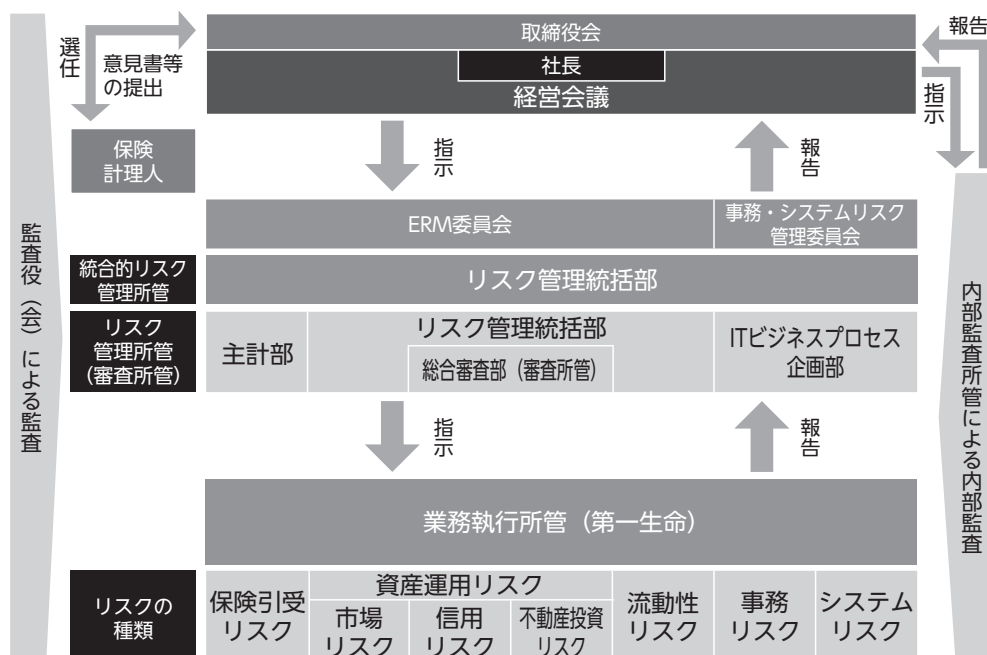 取締役会
社長
経営会議
選任
意見書等
の提出
報告
指示
保険
計理人
指示
報告
ERM委員会
事務・システムリスク
管理委員会
統合的リスク
管理所管
リスク管理統括部
リスク
管理所管
（審査所管）
主計部
リスク管理統括部
総合審査部（審査所管）
ITビジネスプロセス
企画部
指示
報告
業務執行所管（第一生命）
リスクの
種類
保険引受
リスク
資産運用リスク
市場
リスク
信用
リスク
不動産投資
リスク
流動性
リスク
事務
リスク
システム
リスク
監査役（会）による監査
内部監査所管による内部監査